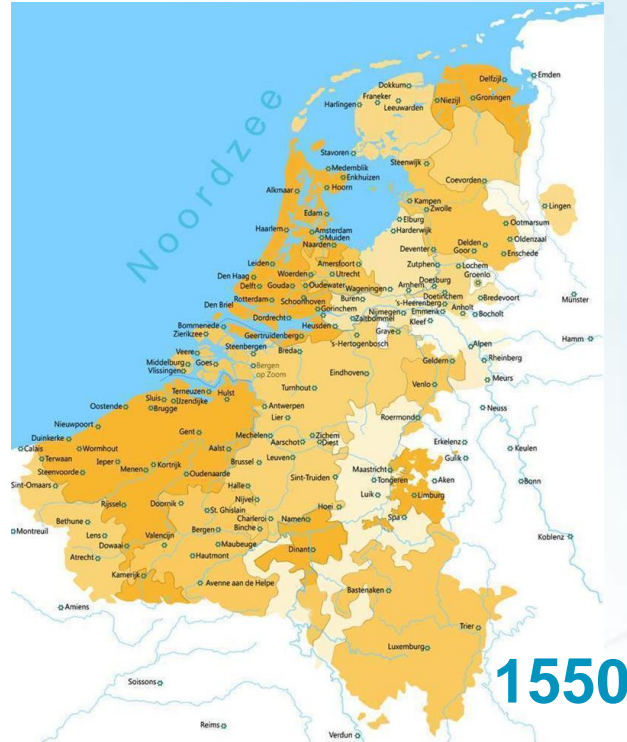 Noordzee
Delfzijl
Emden
Dokkum
Franeker
Harlingen
Leeuwarden
Niezijl
Groningen
Stavoren
Steenwijk
Medemblik
Enkhuizen
Coevorden
Alkmaar
Hoorn
Kampen
Zwolle
Lingen
Edam
Elburg
Ootmarsum
Haarlem
Amsterdam
Harderwijk
Muiden
Delden
Oldenzaal
Naarden
Deventer
Goor
Enschede
Leiden
Amersfoort
Zutphen
Lochem
Den Haag
Woerden
Utrecht
Groenlo
Delft
Gouda
Oudewater
Wageningen
Arnhem
Doesburg
Rotterdam
Schoonhoven
Buren
Doetinchem
Bredevoort
Münster
Den Briel
Gorinchem
's-Heerenberg
Anholt
Dordrecht
Zaltbommel
Nijmegen
Emmerik
Bocholt
Bommenede
Heusden
Grave
Kleef
Zierikzee
Geertruidenberg
's-Hertogenbosch
Hamm
Steenbergen
Alpen
Veere
Breda
Rheinberg
Middelburg
Goes
Bergen
op Zoom
Eindhoven
Geldern
Vlissingen
Meurs
Turnhout
Venlo
Terneuzen
Hulst
Sluis
IJzendijke
Oostende
Brugge
Antwerpen
Neuss
Lier
Roermond
Nieuwpoort
Gent
Mechelen
Zichem
Duinkerke
Aarschot
Diest
Erkelenz
Calais
Wormhout
Aalst
Keulen
Terwaan
Ieper
Kortrijk
Brussel
Leuven
Gulik
Steenvoorde
Menen
Oudenaarde
Maastricht
Tongeren
Aken
Bonn
Sint-Omaars
Halle
Sint-Truiden
Luik
Limburg
Rijssel
Doornik
Nijvel
Hoei
St. Ghislain
Bethune
Charleroi
Namen
Spa
Montreuil
Bergen
Binche
Lens
Valencijn
Koblenz
Dowaai
Maubeuge
Dinant
Atrecht
Hautmont
Kamerijk
Avenne aan de Helpe
Bastenaken
Amiens
Trier
Luxemburg
1550
Soissons
Reims
Verdun